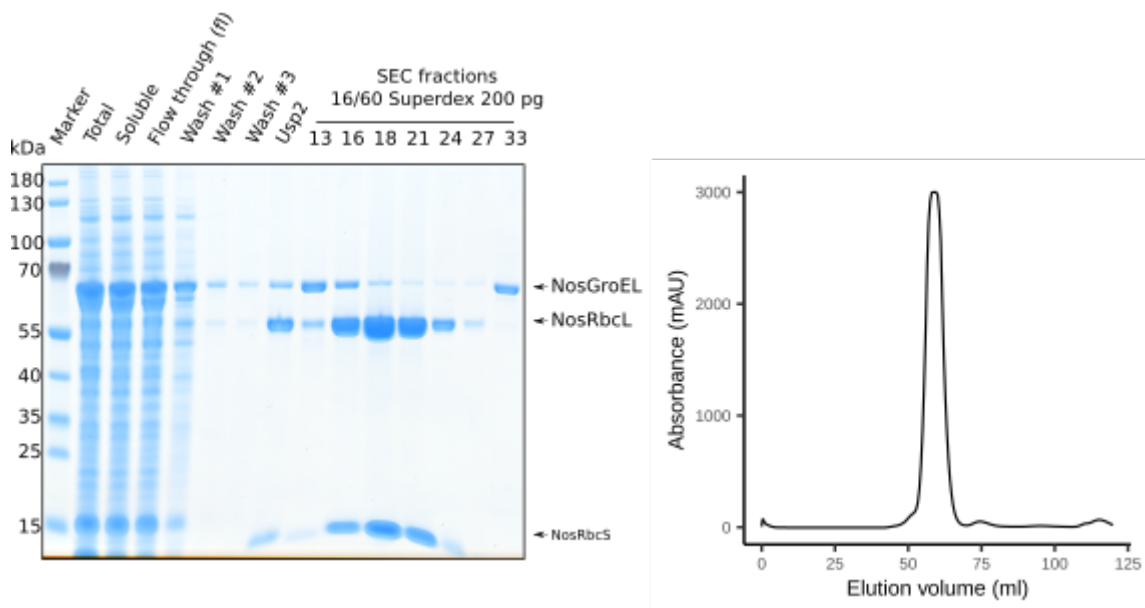 Marker
Total
Soluble
Flow through (fl)
Wash #1
Wash #2
Wash #3
Usp2
SEC fractions
16/60 Superdex 200 pg
13 16 18 21 24 27 33
kDa
180
130
100
70
55
40
35
25
15
NosGroEL
NosRbcL
NosRbcS
Absorbance (mAU)
3000
2000
1000
0
0 25 50 75 100 125
Elution volume (ml)